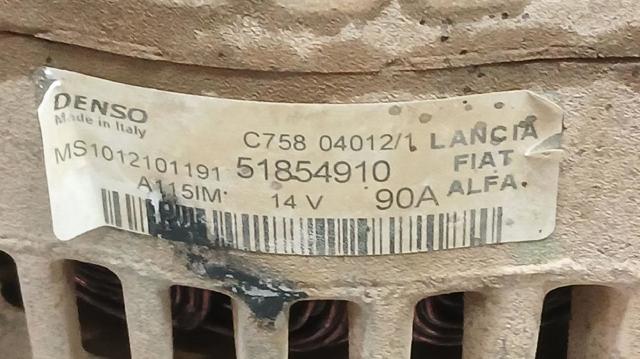 DENSO
Made in Italy
C758 04012/1 LANCIA
MS1012101191 51854910 FIAT
A115IM 14 V 90A ALFA